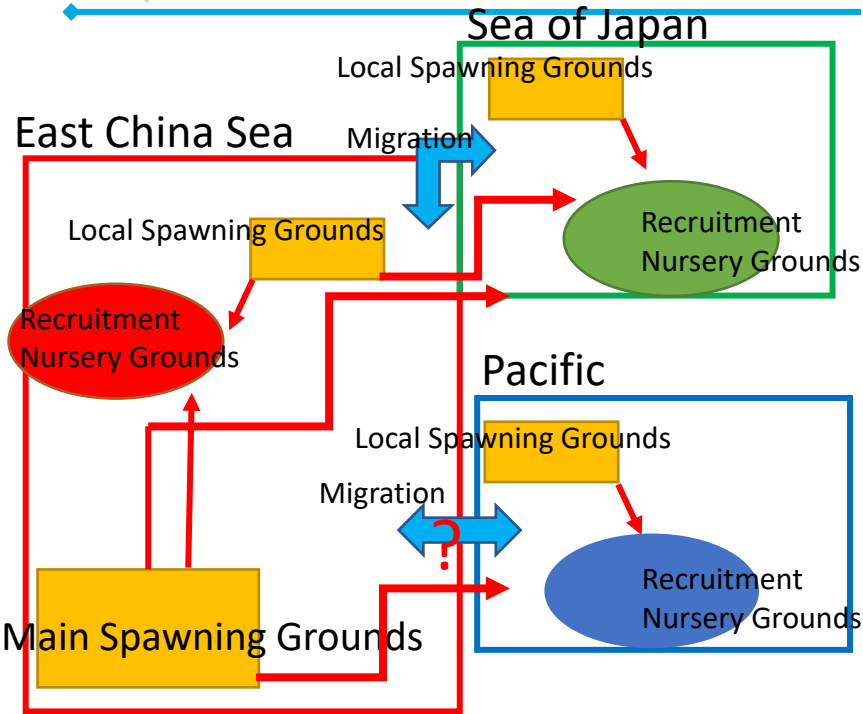 Sea of Japan
Local Spawning Grounds
East China Sea
Migration
Local Spawning Grounds
Recruitment
Nursery Grounds
Recruitment
Nursery Grounds
Pacific
Local Spawning Grounds
Migration
?
Recruitment
Nursery Grounds
Main Spawning Grounds